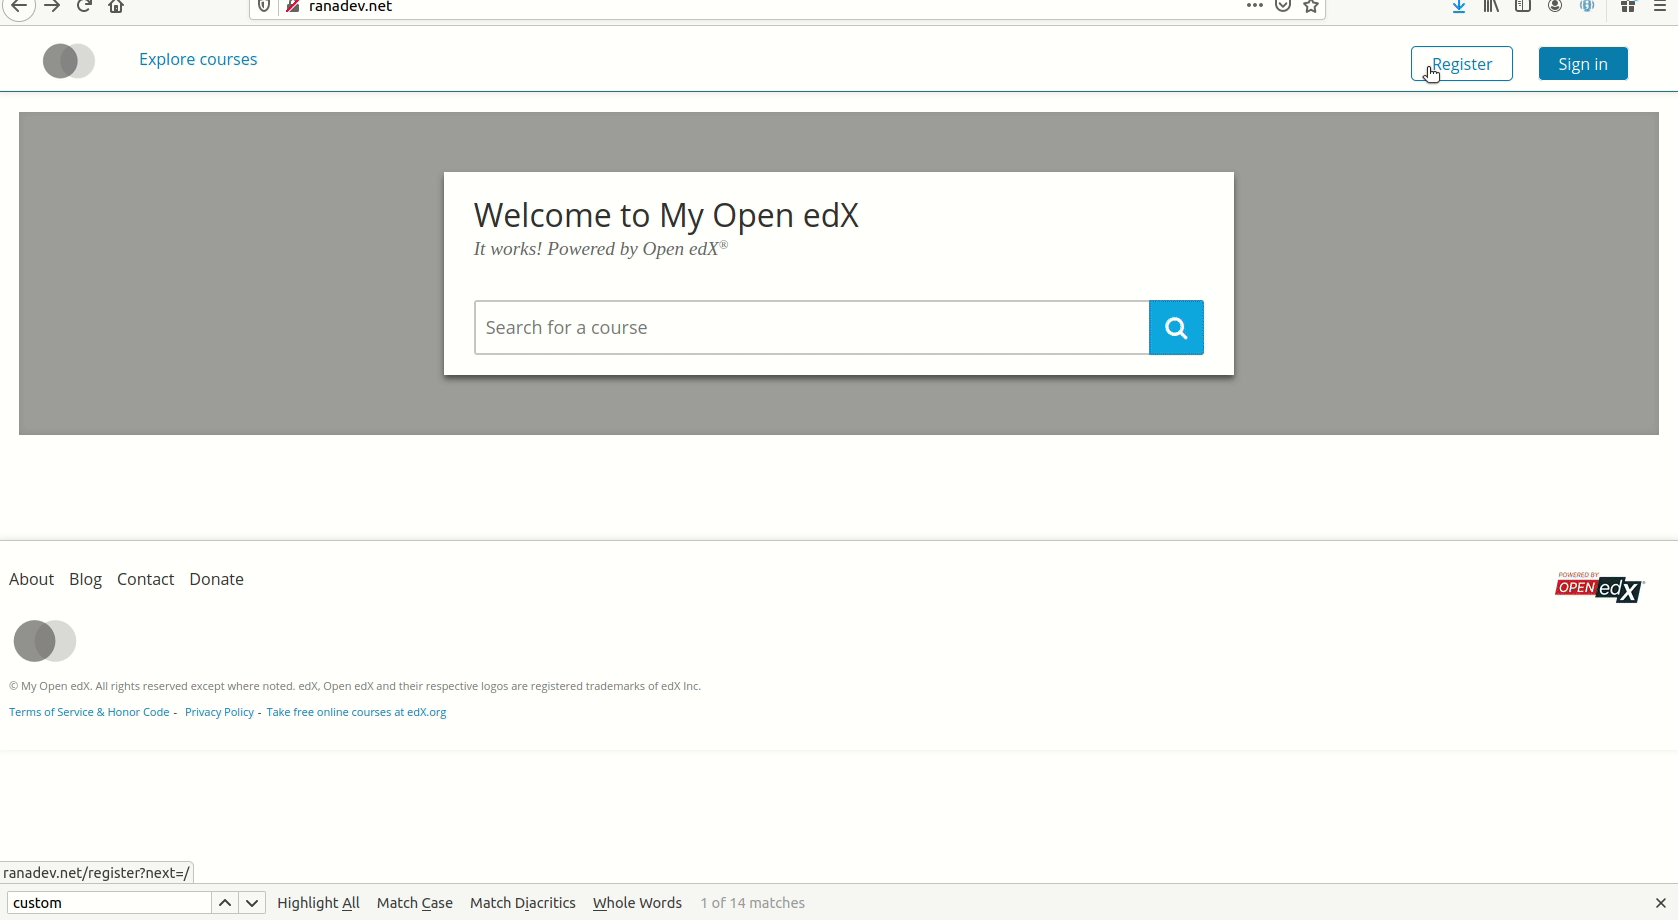 ranadev.net
Explore courses
Register
Sign in
Welcome to My Open edX
It works! Powered by Open edX®
Search for a course
About Blog Contact Donate
POWERED BY
OPEN edX
© My Open edX. All rights reserved except where noted. edX, Open edX and their respective logos are registered trademarks of edX Inc.
Terms of Service & Honor Code - Privacy Policy - Take free online courses at edX.org
ranadev.net/register?next=/
custom Highlight All Match Case Match Diacritics Whole Words 1 of 14 matches